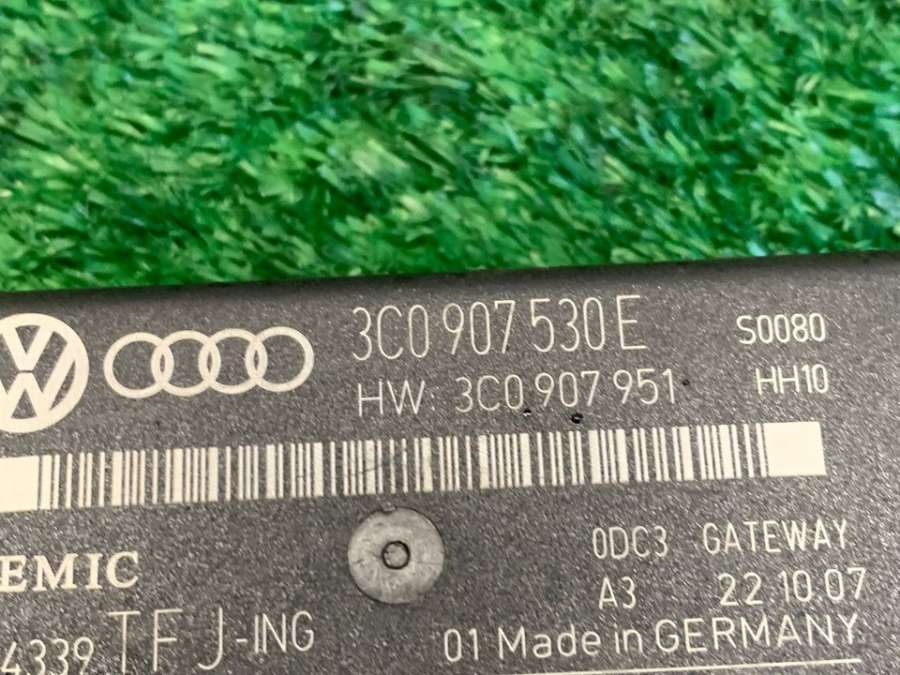 3C0 907 530 E S0080
HW: 3C0 907 951 HH10
EMIC 0DC3 GATEWAY
A3 22 10 07
4339 TF J-ING 01 Made in GERMANY